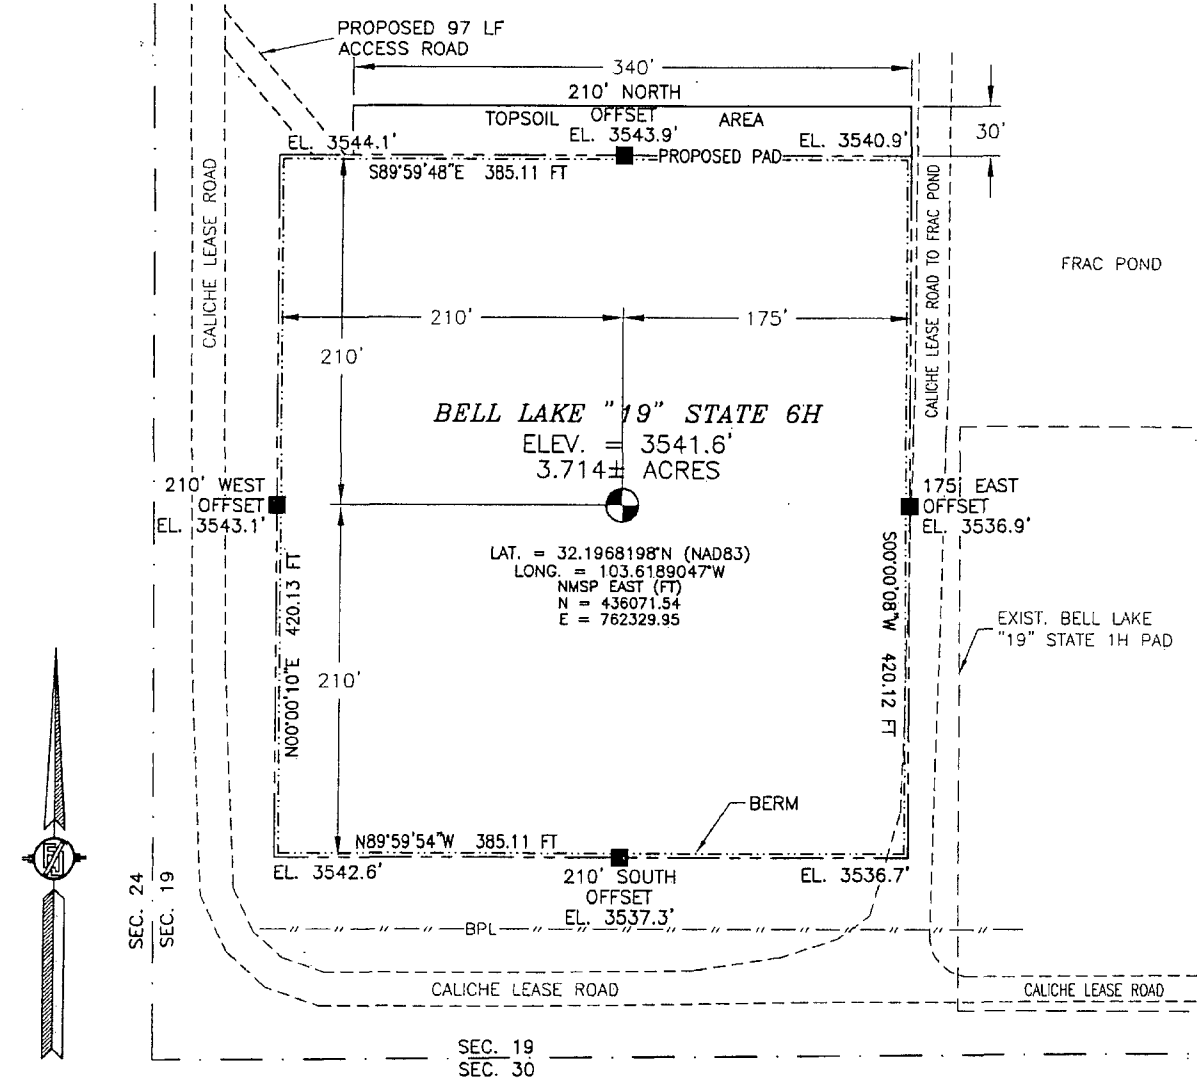 PROPOSED 97 LF
ACCESS ROAD
340'
210' NORTH
OFFSET
EL. 3543.9'
TOPSOIL AREA
30'
EL. 3544.1'
EL. 3540.9'
PROPOSED PAD
S89°59'48"E 385.11 FT
CALICHE LEASE ROAD
CALICHE LEASE ROAD TO FRAC POND
FRAC POND
210'
175'
210'
BELL LAKE "19" STATE 6H
ELEV. = 3541.6'
3.714± ACRES
210' WEST
OFFSET
EL. 3543.1'
175' EAST
OFFSET
EL. 3536.9'
LAT. = 32.1968198°N (NAD83)
LONG. = 103.6189047°W
NMSP EAST (FT)
N = 436071.54
E = 762329.95
N00°00'10"E 420.13 FT
S00°00'08"W 420.12 FT
EXIST. BELL LAKE
"19" STATE 1H PAD
210'
BERM
N89°59'54"W 385.11 FT
EL. 3542.6'
210' SOUTH
OFFSET
EL. 3537.3'
EL. 3536.7'
SEC. 24
SEC. 19
BPL
CALICHE LEASE ROAD
CALICHE LEASE ROAD
SEC. 19
SEC. 30